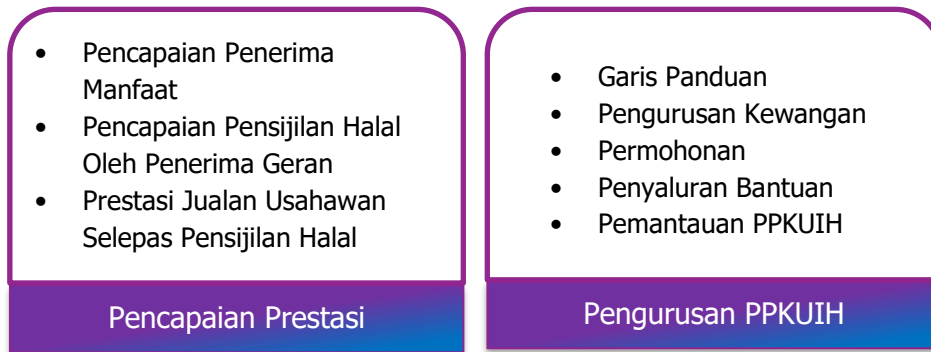 • Pencapaian Penerima
Manfaat
• Pencapaian Pensijilan Halal
Oleh Penerima Geran
• Prestasi Jualan Usahawan
Selepas Pensijilan Halal
Pencapaian Prestasi
• Garis Panduan
• Pengurusan Kewangan
• Permohonan
• Penyaluran Bantuan
• Pemantauan PPKUIH
Pengurusan PPKUIH